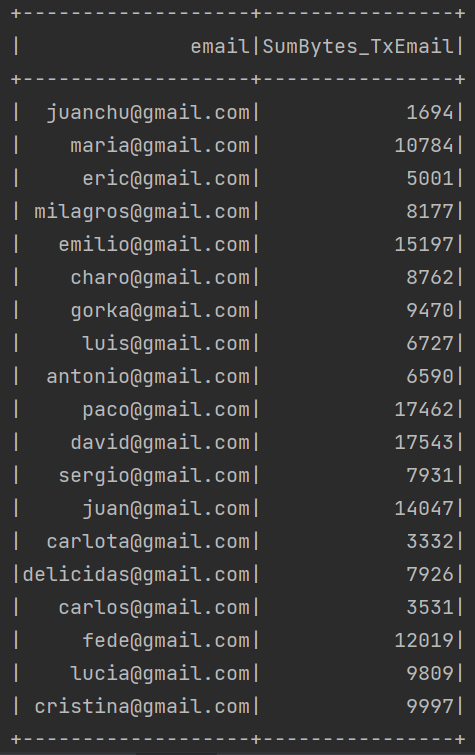 +-------------------+----------------+
|              email|SumBytes_TxEmail|
+-------------------+----------------+
|  juanchu@gmail.com|            1694|
|    maria@gmail.com|           10784|
|     eric@gmail.com|            5001|
| milagros@gmail.com|            8177|
|   emilio@gmail.com|           15197|
|    charo@gmail.com|            8762|
|    gorka@gmail.com|            9470|
|     luis@gmail.com|            6727|
|  antonio@gmail.com|            6590|
|     paco@gmail.com|           17462|
|    david@gmail.com|           17543|
|   sergio@gmail.com|            7931|
|     juan@gmail.com|           14047|
|  carlota@gmail.com|            3332|
|delicidas@gmail.com|            7926|
|   carlos@gmail.com|            3531|
|     fede@gmail.com|           12019|
|    lucia@gmail.com|            9809|
| cristina@gmail.com|            9997|
+-------------------+----------------+